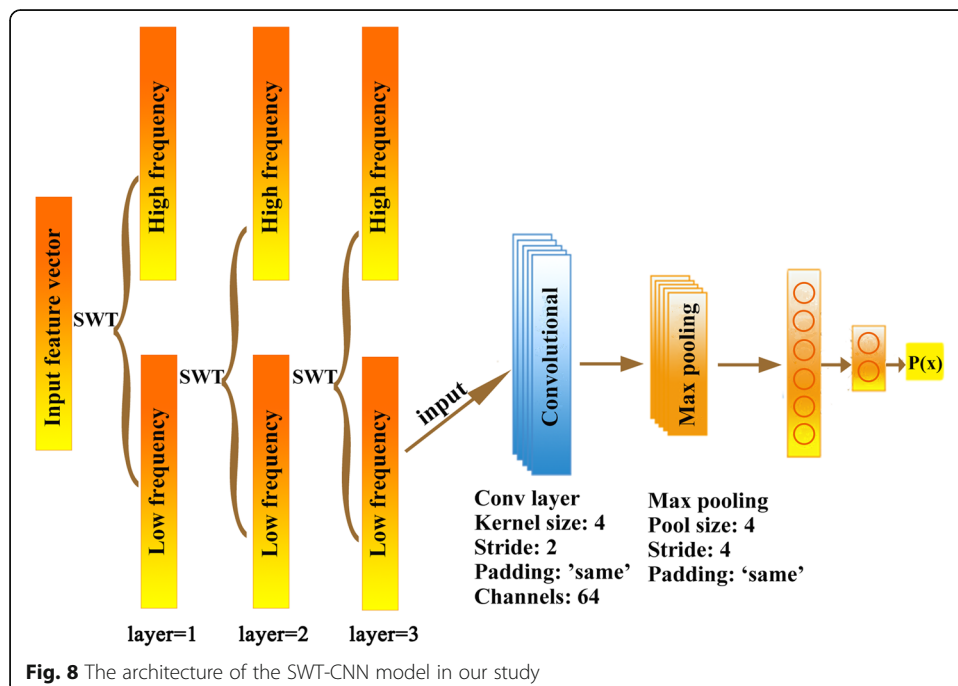 Input feature vector
SWT
High frequency
Low frequency
layer=1
SWT
High frequency
Low frequency
layer=2
SWT
High frequency
Low frequency
layer=3
input
Convolutional
Conv layer
Kernel size: 4
Stride: 2
Padding: ’same’
Channels: 64
Max pooling
Max pooling
Pool size: 4
Stride: 4
Padding: ‘same’
P(x)
Fig. 8 The architecture of the SWT-CNN model in our study